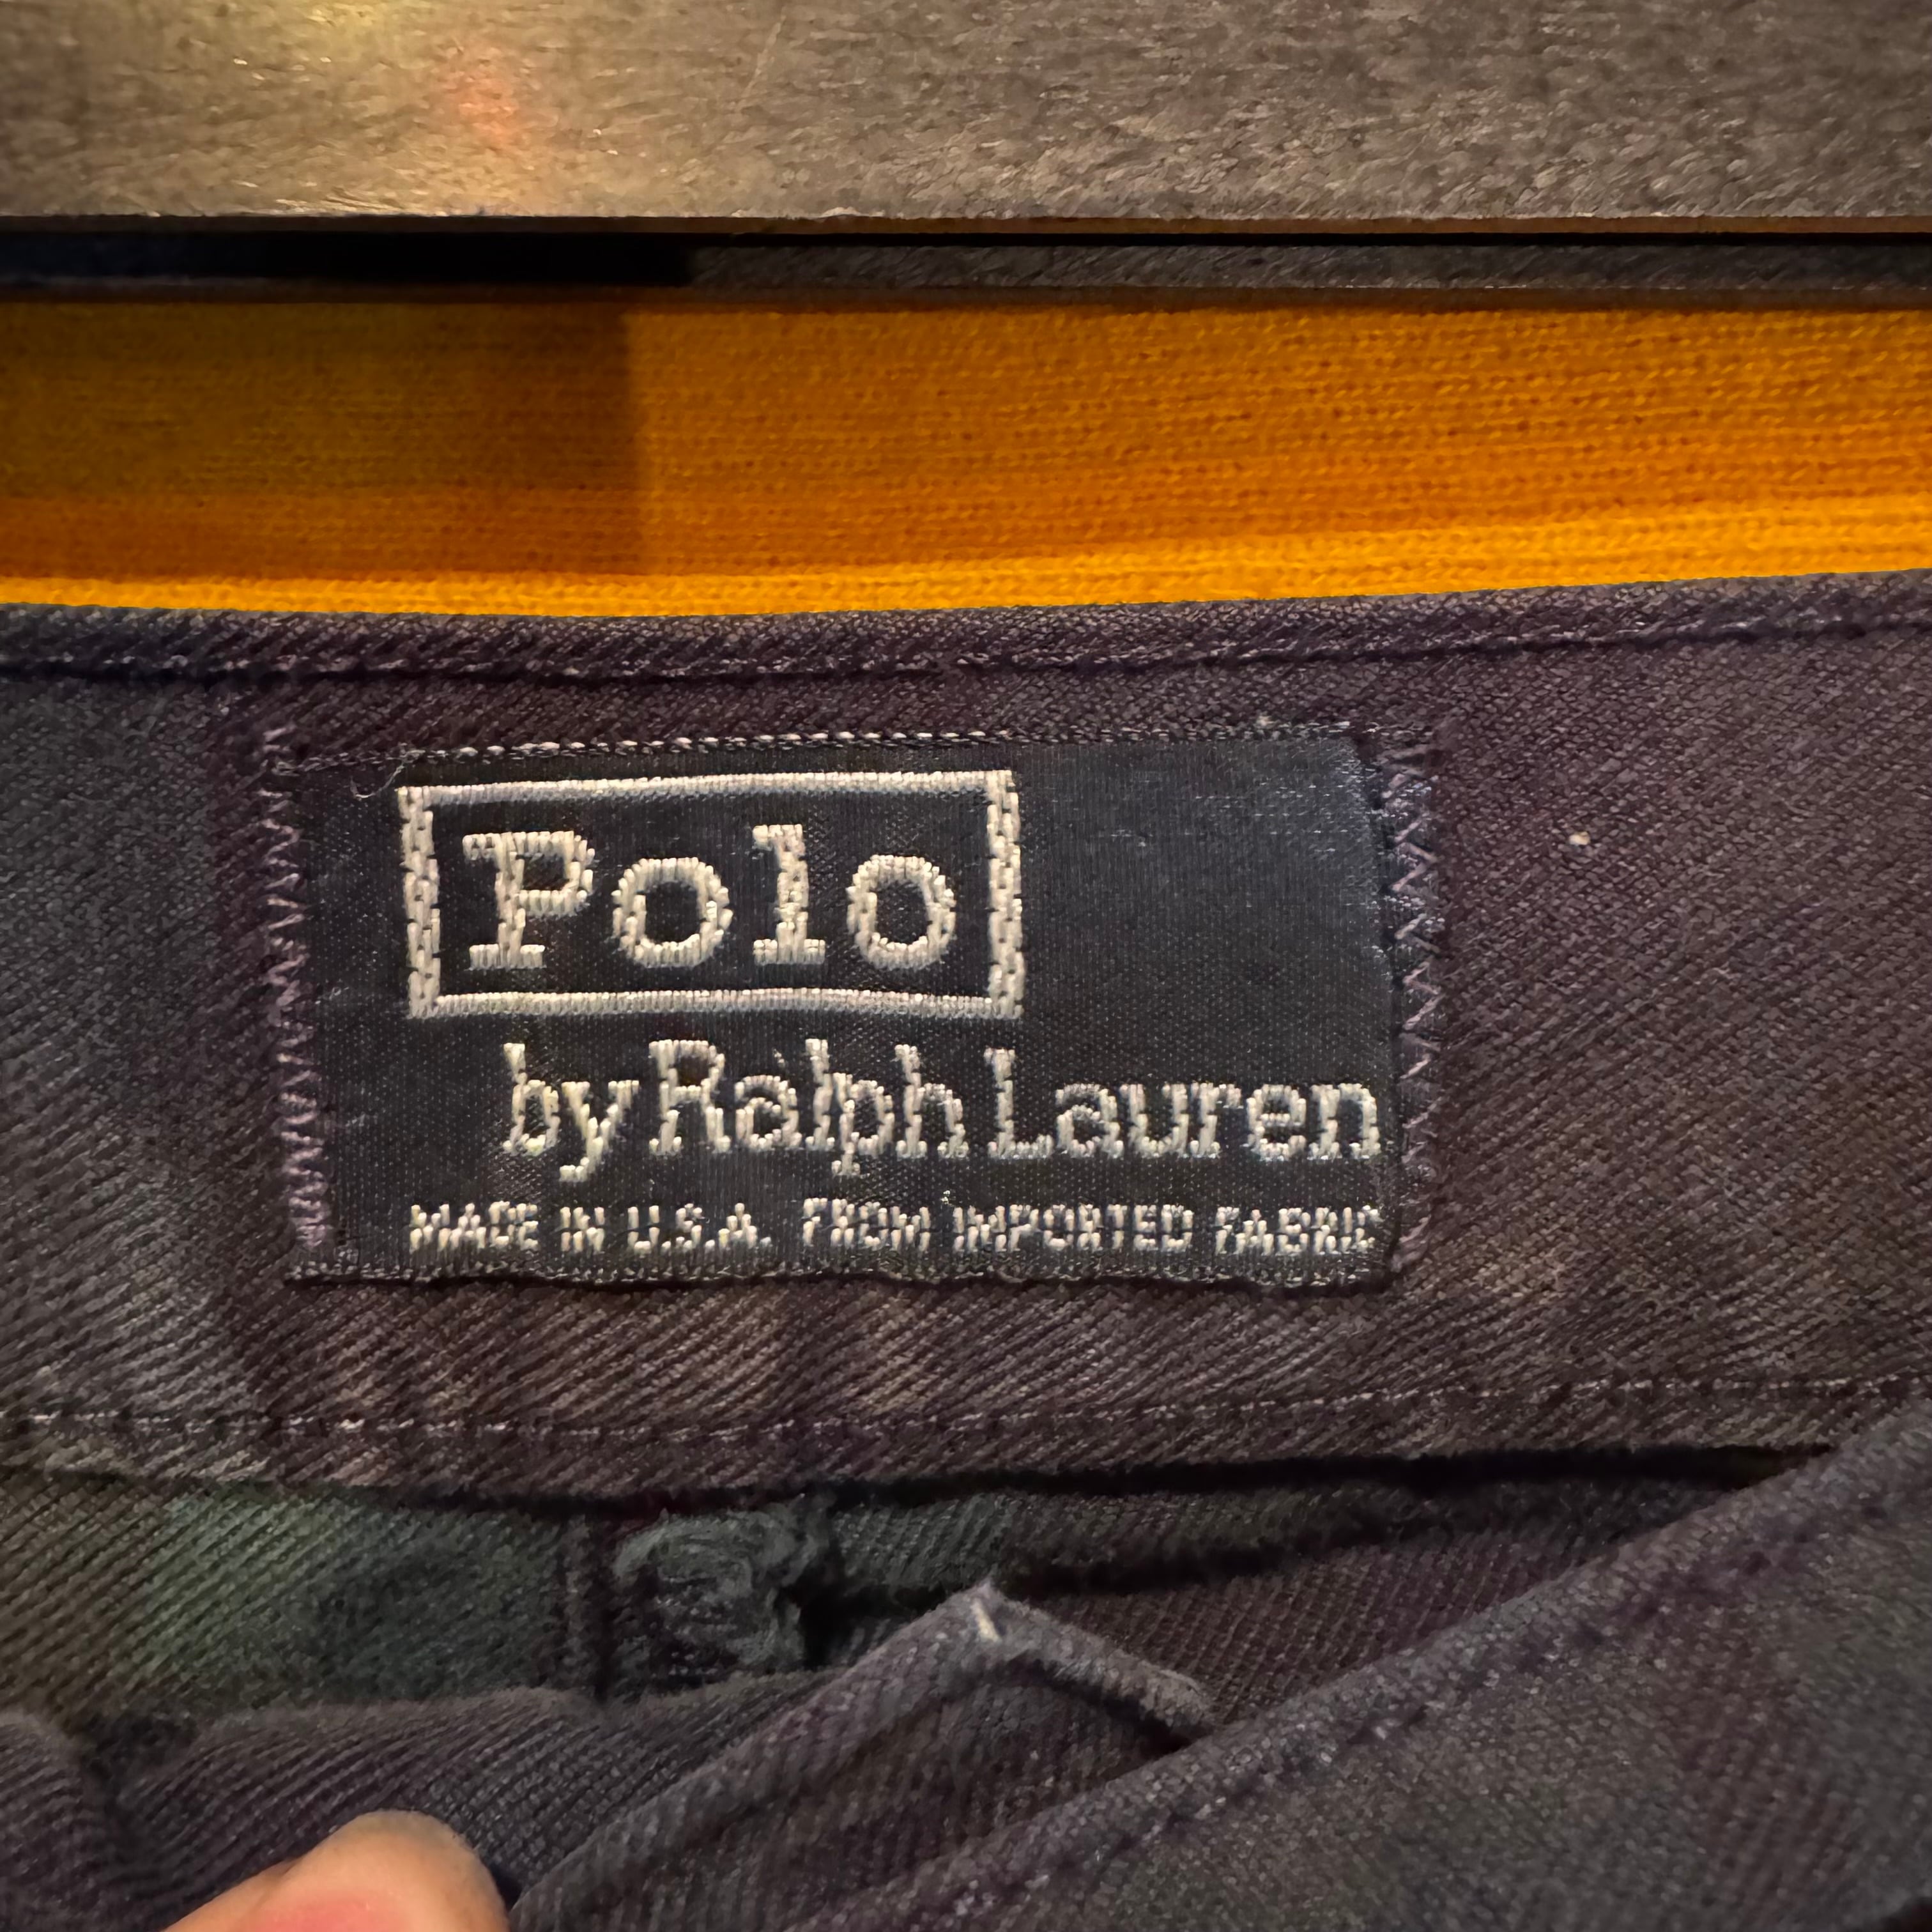 Polo
by Ralph Lauren
MADE IN U.S.A. FROM IMPORTED FABRIC